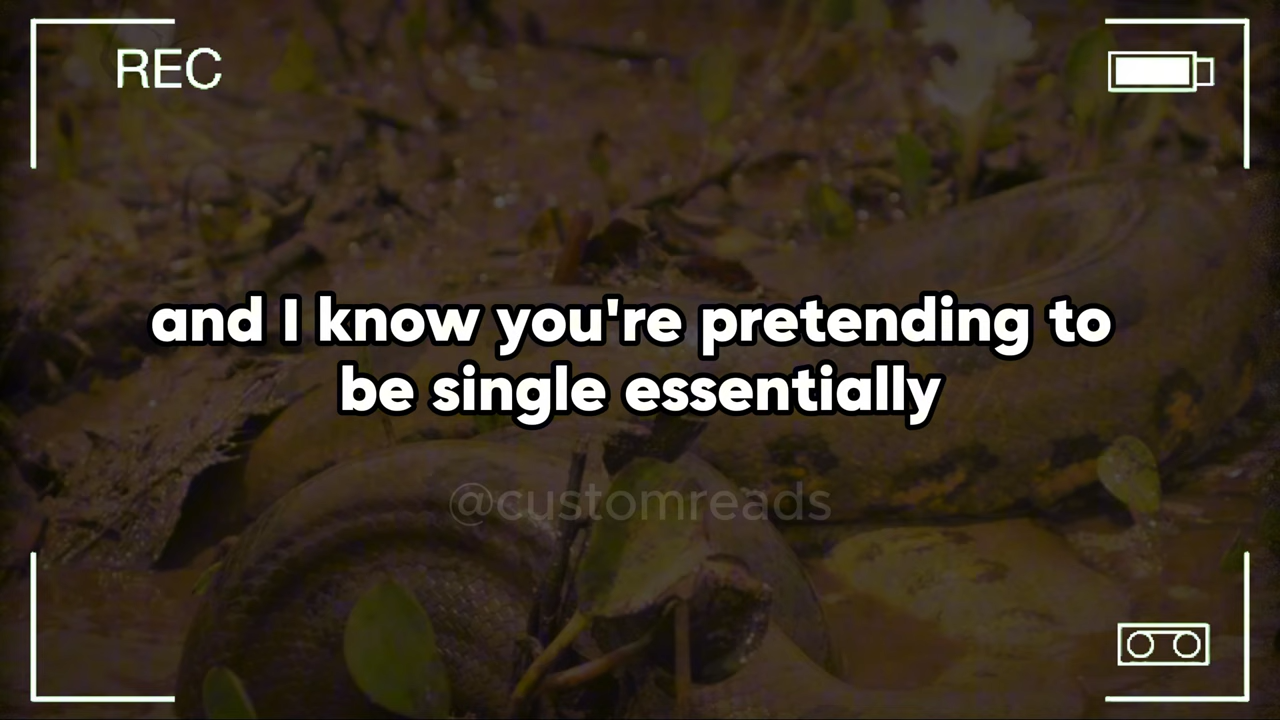 REC
and I know you're pretending to
be single essentially
@customreads